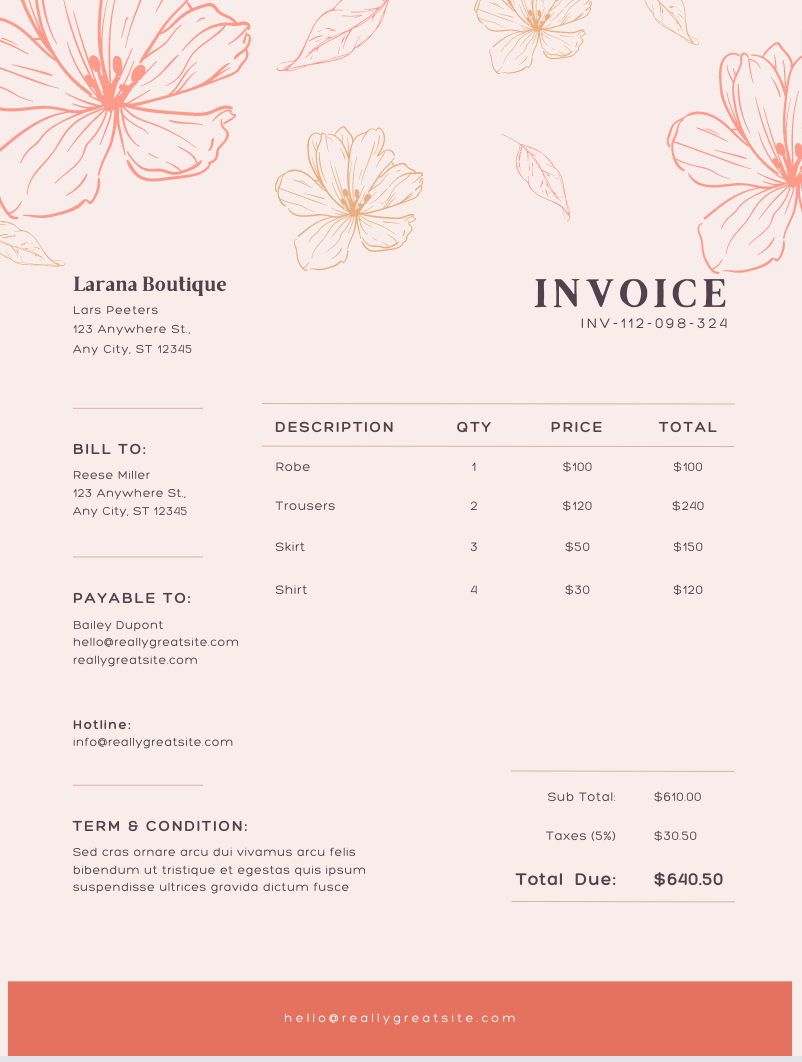 Larana Boutique
Lars Peeters
123 Anywhere St.,
Any City, ST 12345
INVOICE
INV-112-098-324
BILL TO:
Reese Miller
123 Anywhere St.,
Any City, ST 12345
PAYABLE TO:
Bailey Dupont
hello@reallygreatsite.com
reallygreatsite.com
Hotline:
info@reallygreatsite.com
DESCRIPTION QTY PRICE TOTAL
Robe 1 $100 $100
Trousers 2 $120 $240
Skirt 3 $50 $150
Shirt 4 $30 $120
Sub Total: $610.00
Taxes (5%) $30.50
Total Due: $640.50
TERM & CONDITION:
Sed cras ornare arcu dui vivamus arcu felis
bibendum ut tristique et egestas quis ipsum
suspendisse ultrices gravida dictum fusce
hello@reallygreatsite.com